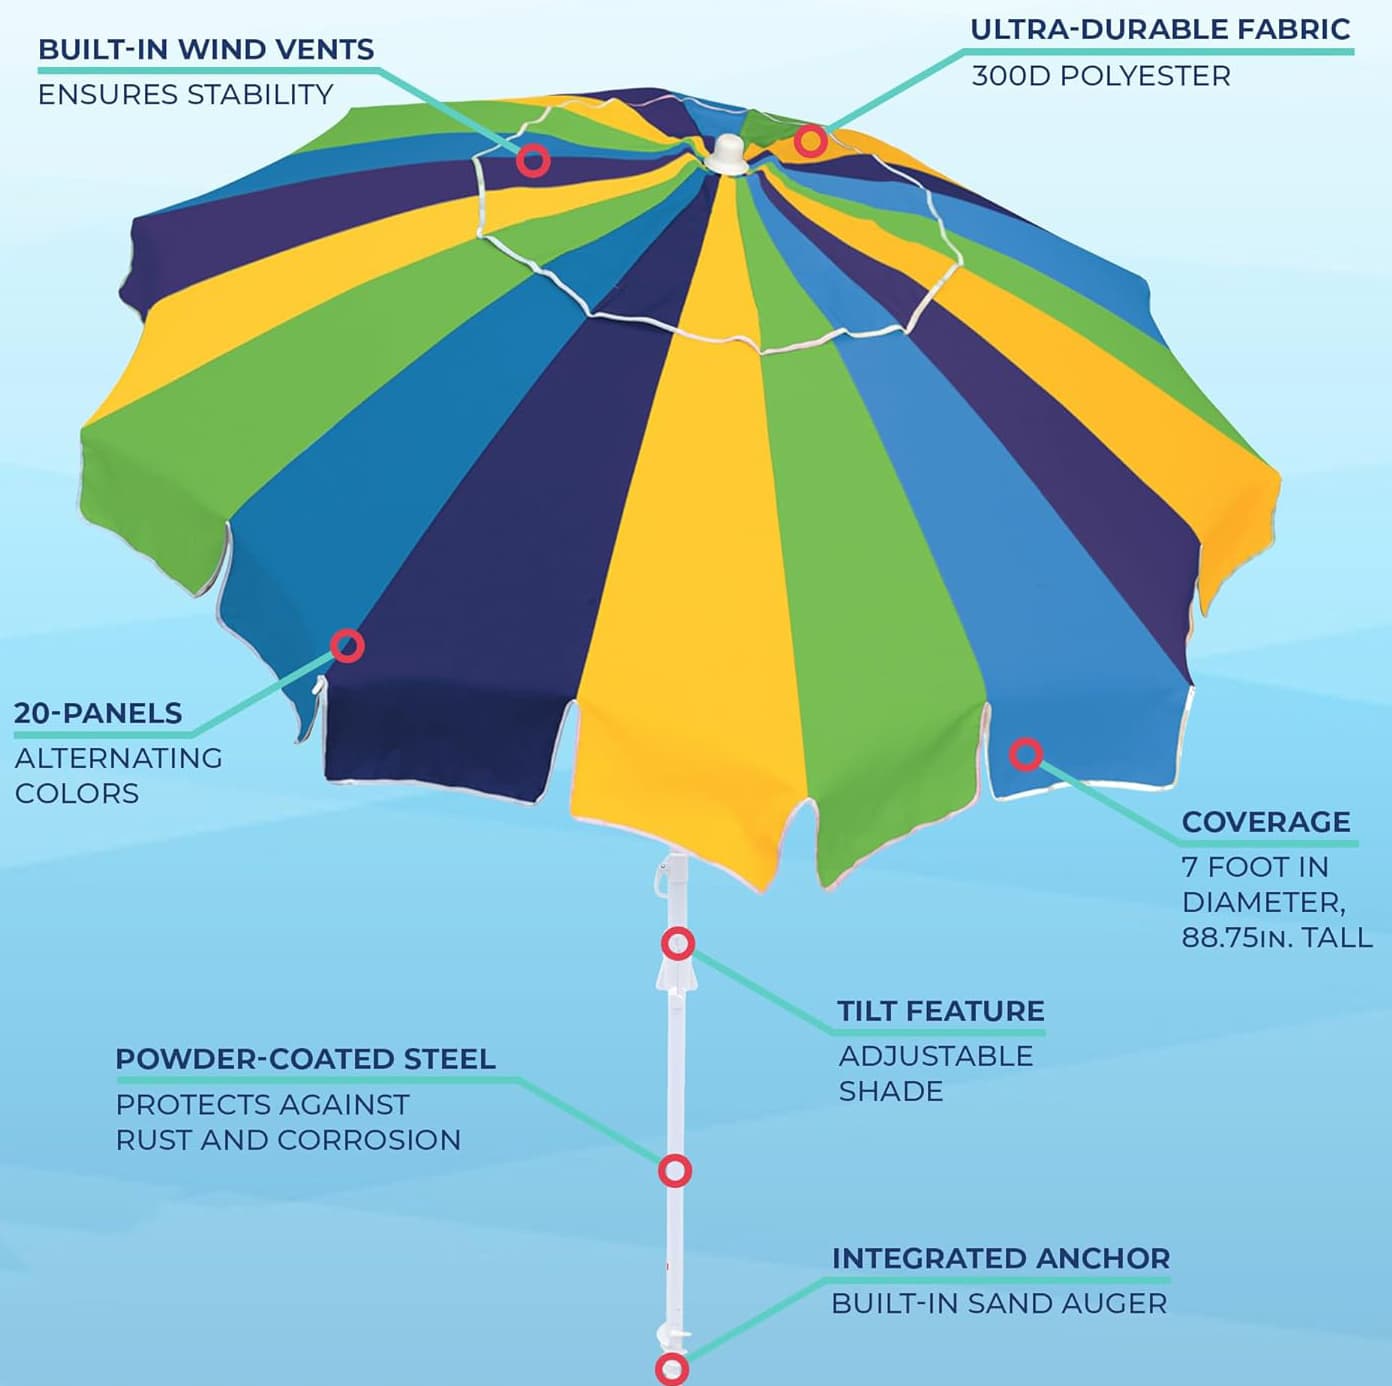 BUILT-IN WIND VENTS
ENSURES STABILITY
ULTRA-DURABLE FABRIC
300D POLYESTER
20-PANELS
ALTERNATING
COLORS
COVERAGE
7 FOOT IN
DIAMETER,
88.75IN. TALL
TILT FEATURE
ADJUSTABLE
SHADE
POWDER-COATED STEEL
PROTECTS AGAINST
RUST AND CORROSION
INTEGRATED ANCHOR
BUILT-IN SAND AUGER